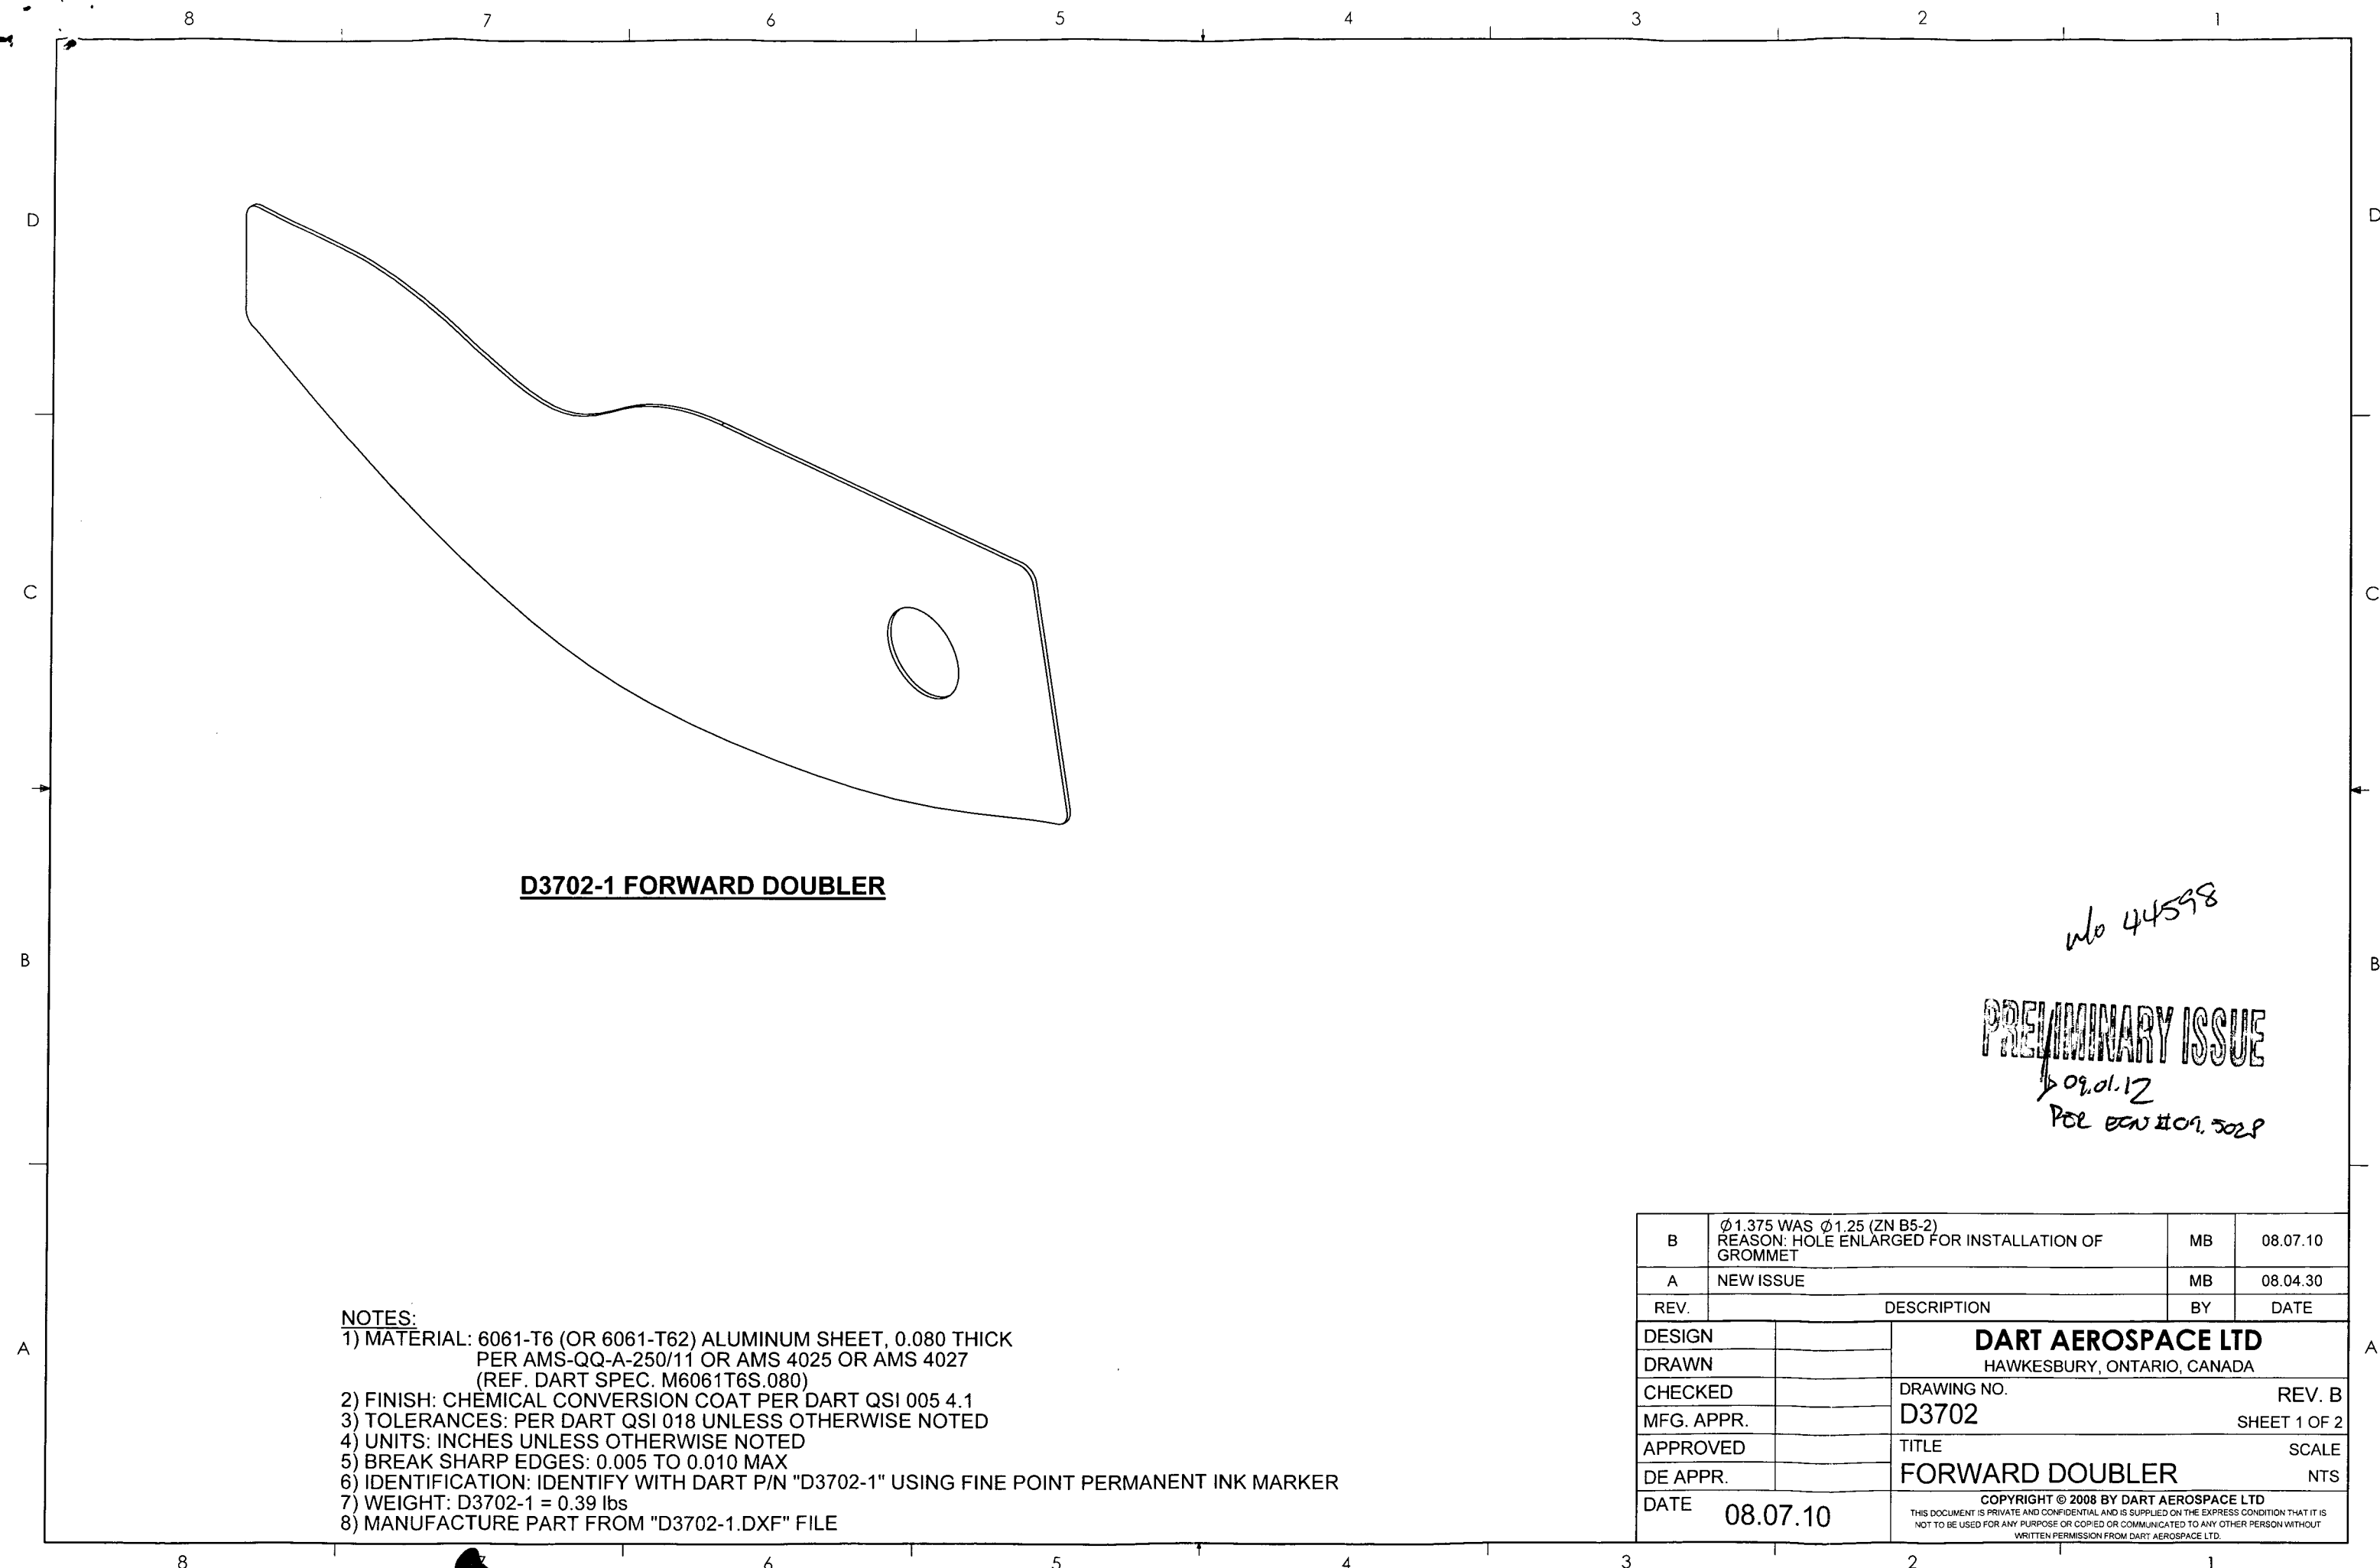 8 7 6 5 4 3 2 1
D D
C C
D3702-1 FORWARD DOUBLER
w/o 44598
B B
PRELIMINARY ISSUE
09.01.12
PER ECN #09.5028
B Ø1.375 WAS Ø1.25 (ZN B5-2) MB 08.07.10
REASON: HOLE ENLARGED FOR INSTALLATION OF
GROMMET
A NEW ISSUE MB 08.04.30
REV. DESCRIPTION BY DATE
NOTES:
1) MATERIAL: 6061-T6 (OR 6061-T62) ALUMINUM SHEET, 0.080 THICK
PER AMS-QQ-A-250/11 OR AMS 4025 OR AMS 4027
(REF. DART SPEC. M6061T6S.080)
2) FINISH: CHEMICAL CONVERSION COAT PER DART QSI 005 4.1
3) TOLERANCES: PER DART QSI 018 UNLESS OTHERWISE NOTED
4) UNITS: INCHES UNLESS OTHERWISE NOTED
5) BREAK SHARP EDGES: 0.005 TO 0.010 MAX
6) IDENTIFICATION: IDENTIFY WITH DART P/N "D3702-1" USING FINE POINT PERMANENT INK MARKER
7) WEIGHT: D3702-1 = 0.39 lbs
8) MANUFACTURE PART FROM "D3702-1.DXF" FILE
A A
DESIGN
DRAWN
CHECKED
MFG. APPR.
APPROVED
DE APPR.
DATE 08.07.10
DART AEROSPACE LTD
HAWKESBURY, ONTARIO, CANADA
DRAWING NO. REV. B
D3702 SHEET 1 OF 2
TITLE SCALE
FORWARD DOUBLER NTS
COPYRIGHT © 2008 BY DART AEROSPACE LTD
THIS DOCUMENT IS PRIVATE AND CONFIDENTIAL AND IS SUPPLIED ON THE EXPRESS CONDITION THAT IT IS
NOT TO BE USED FOR ANY PURPOSE OR COPIED OR COMMUNICATED TO ANY OTHER PERSON WITHOUT
WRITTEN PERMISSION FROM DART AEROSPACE LTD.
8 7 6 5 4 3 2 1